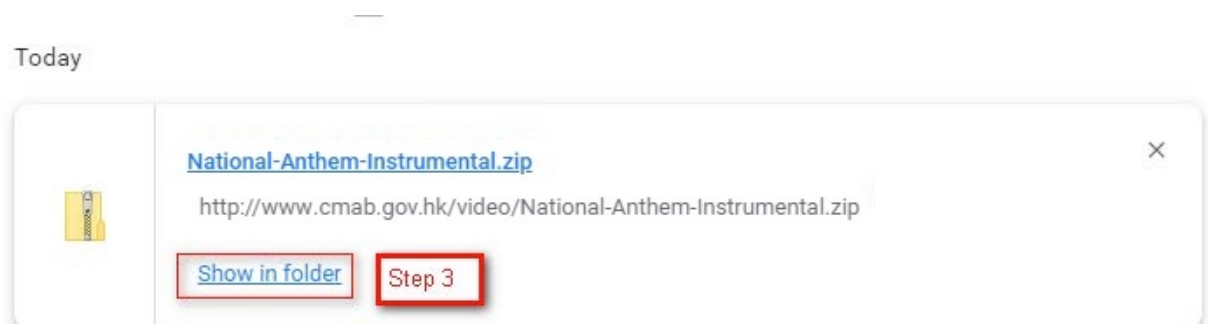 Today
National-Anthem-Instrumental.zip
http://www.cmab.gov.hk/video/National-Anthem-Instrumental.zip
Show in folder
Step 3